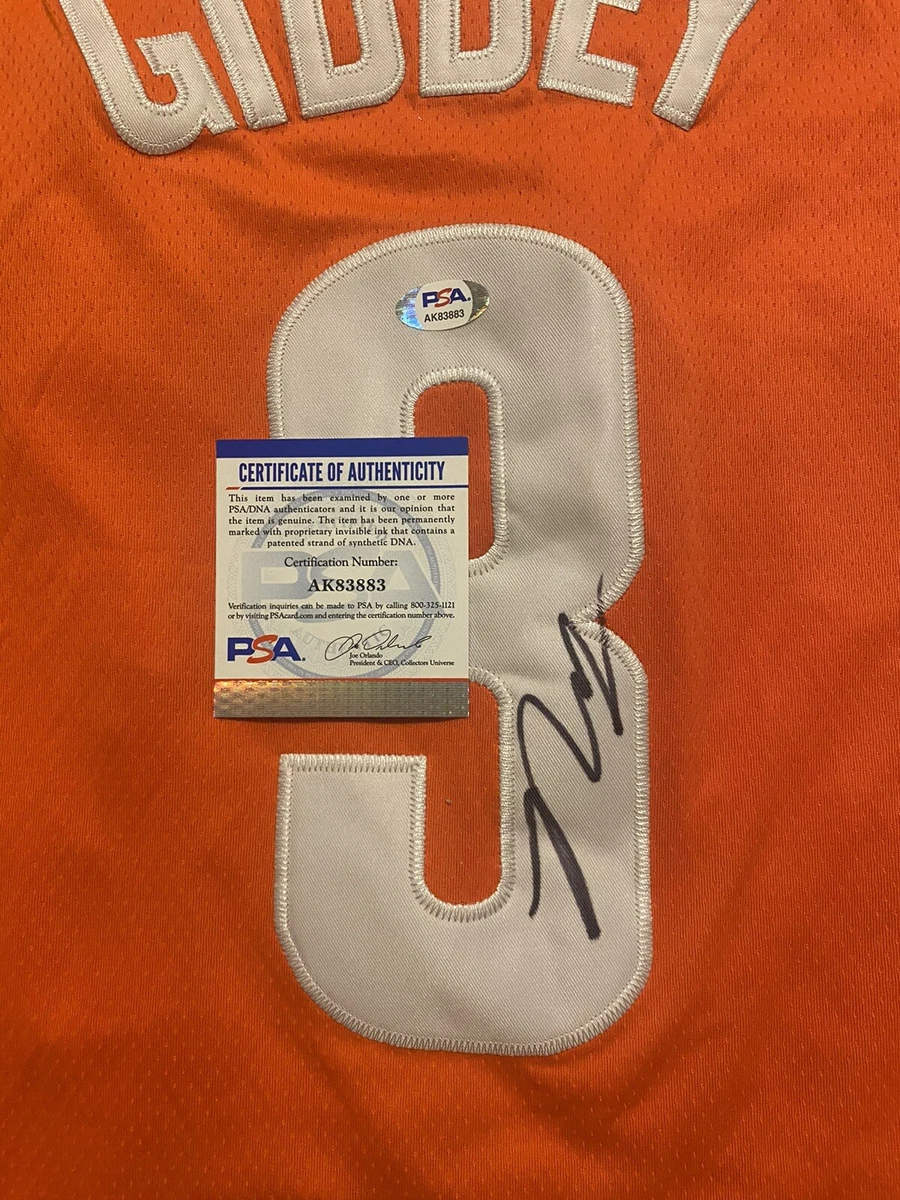 GIDDEY
3
PSA
AK83883
CERTIFICATE OF AUTHENTICITY
This item has been examined by one or more
PSA/DNA authenticators and it is our opinion that
the item is genuine. The item has been permanently
marked with proprietary invisible ink that contains a
patented strand of synthetic DNA.
Certification Number:
AK83883
Verification inquiries can be made to PSA by calling 800-325-1121
or by visiting PSAcard.com and entering the certification number above.
PSA.
Joe Orlando
President & CEO, Collectors Universe